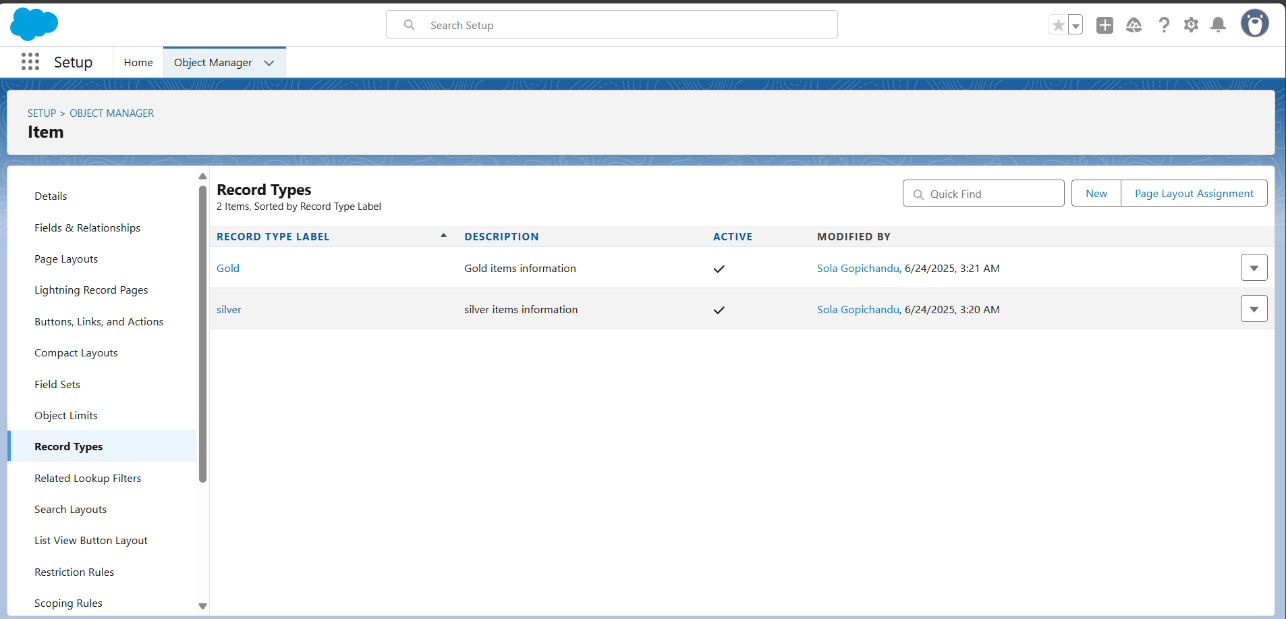 Search Setup
Setup
Home
Object Manager
SETUP > OBJECT MANAGER
Item
Details
Fields & Relationships
Page Layouts
Lightning Record Pages
Buttons, Links, and Actions
Compact Layouts
Field Sets
Object Limits
Record Types
Related Lookup Filters
Search Layouts
List View Button Layout
Restriction Rules
Scoping Rules
Record Types
2 Items, Sorted by Record Type Label
Quick Find
New
Page Layout Assignment
RECORD TYPE LABEL DESCRIPTION ACTIVE MODIFIED BY
Gold Gold items information Sola Gopichandu, 6/24/2025, 3:21 AM
silver silver items information Sola Gopichandu, 6/24/2025, 3:20 AM